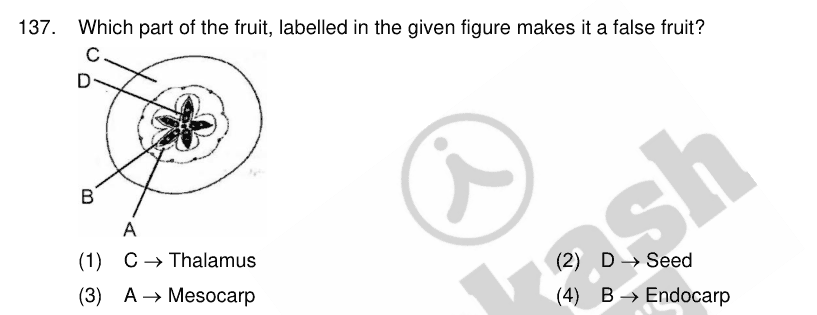 137. Which part of the fruit, labelled in the given figure makes it a false fruit?
C
D
B
A
(1) C → Thalamus (2) D → Seed
(3) A → Mesocarp (4) B → Endocarp
kash